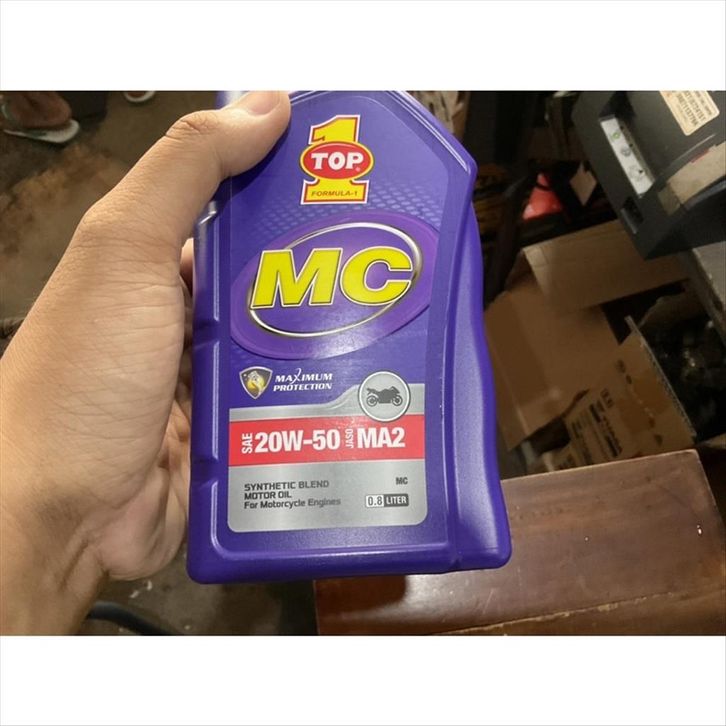 1
TOP®
FORMULA-1
MC
MAXIMUM
PROTECTION
SAE 20W-50 JASO MA2
SYNTHETIC BLEND
MOTOR OIL
For Motorcycle Engines
MC
0.8 LITER